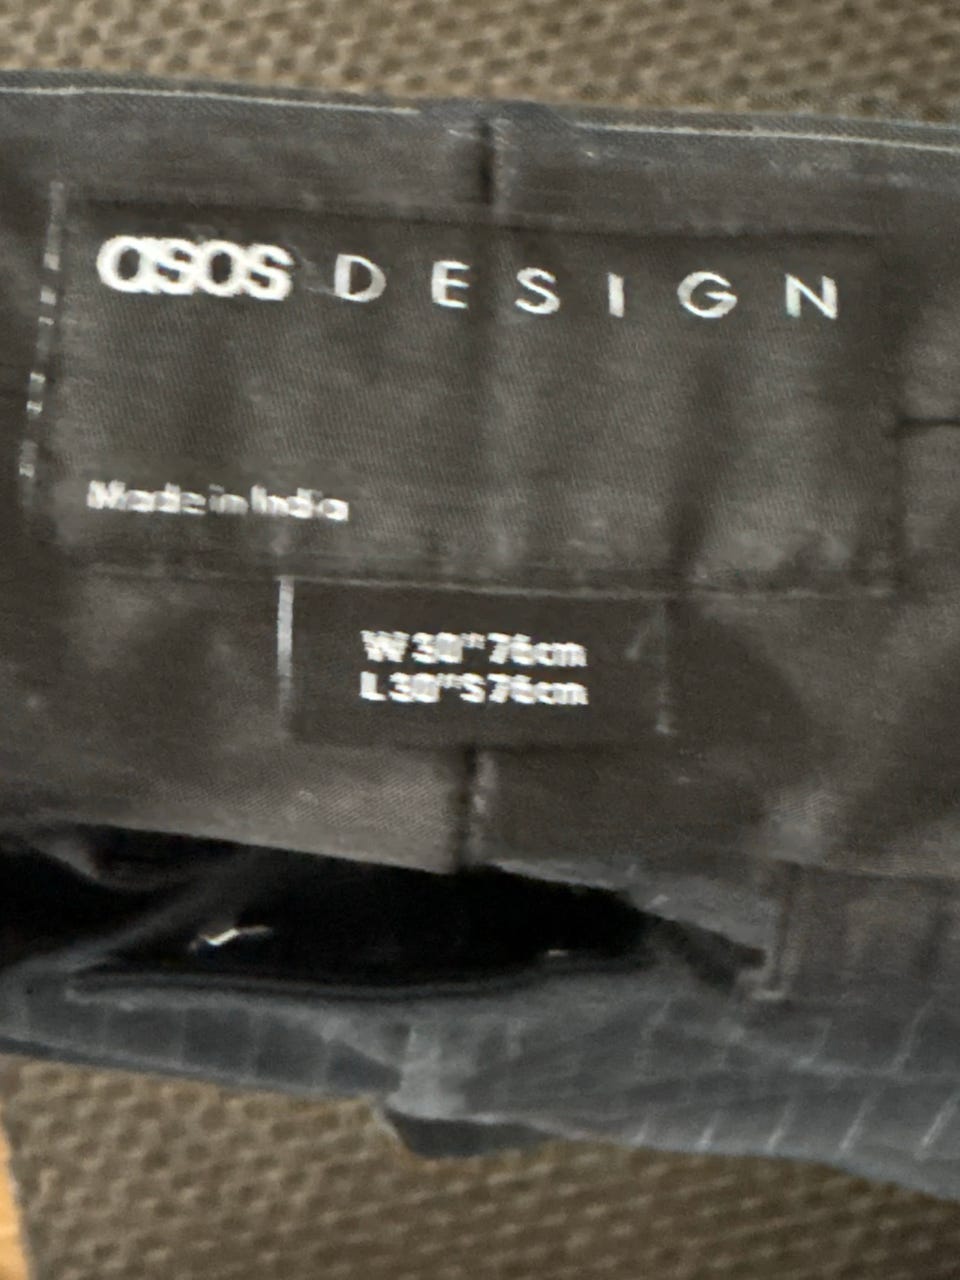 asos DESIGN
Made in India
W30"76cm
L30"S76cm